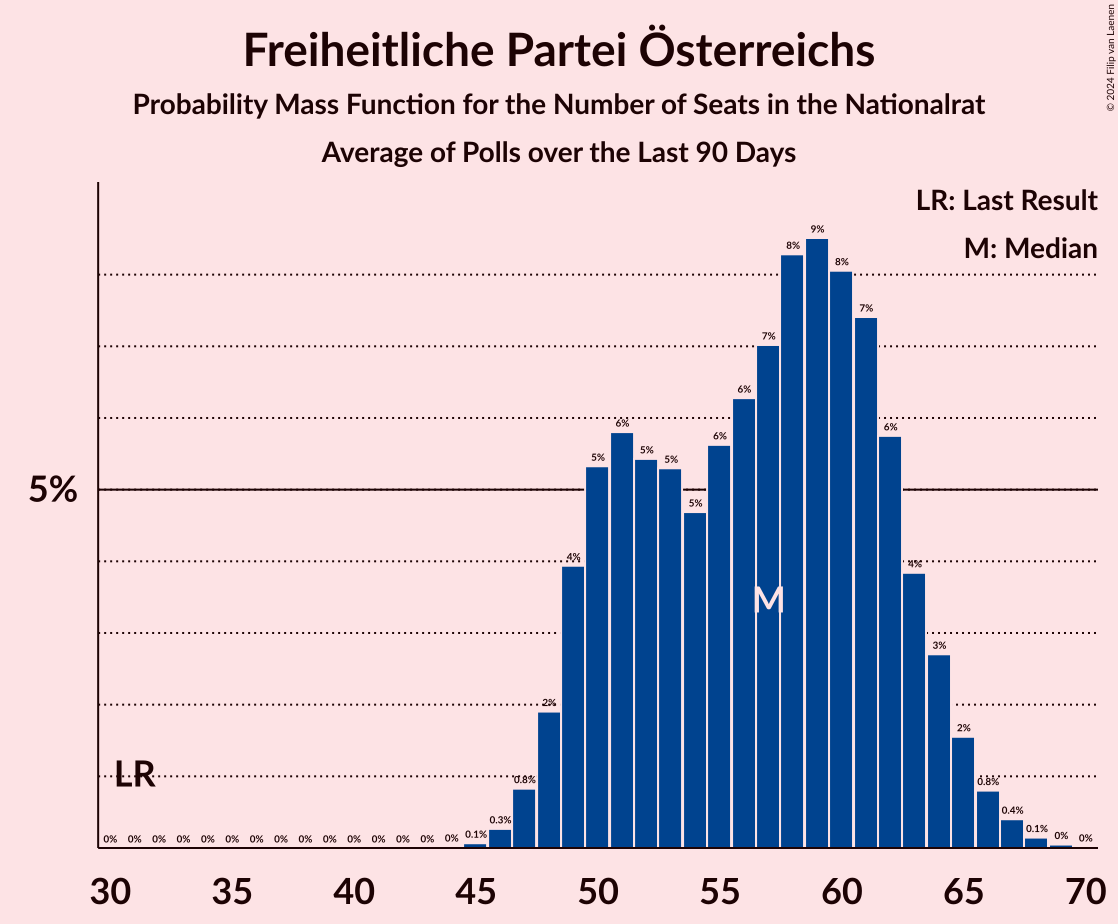 Freiheitliche Partei Österreichs
Probability Mass Function for the Number of Seats in the Nationalrat
Average of Polls over the Last 90 Days
© 2024 Filip van Laenen
LR: Last Result
M: Median
9%
8% 8%
7% 7%
6% 6% 6% 6%
5% 5% 5% 5%
5%
4% 4%
M
3%
2% 2%
LR
0.8% 0.8%
0.3% 0.4%
0% 0% 0% 0% 0% 0% 0% 0% 0% 0% 0% 0% 0% 0% 0% 0.1% 0.1% 0% 0%
30 35 40 45 50 55 60 65 70